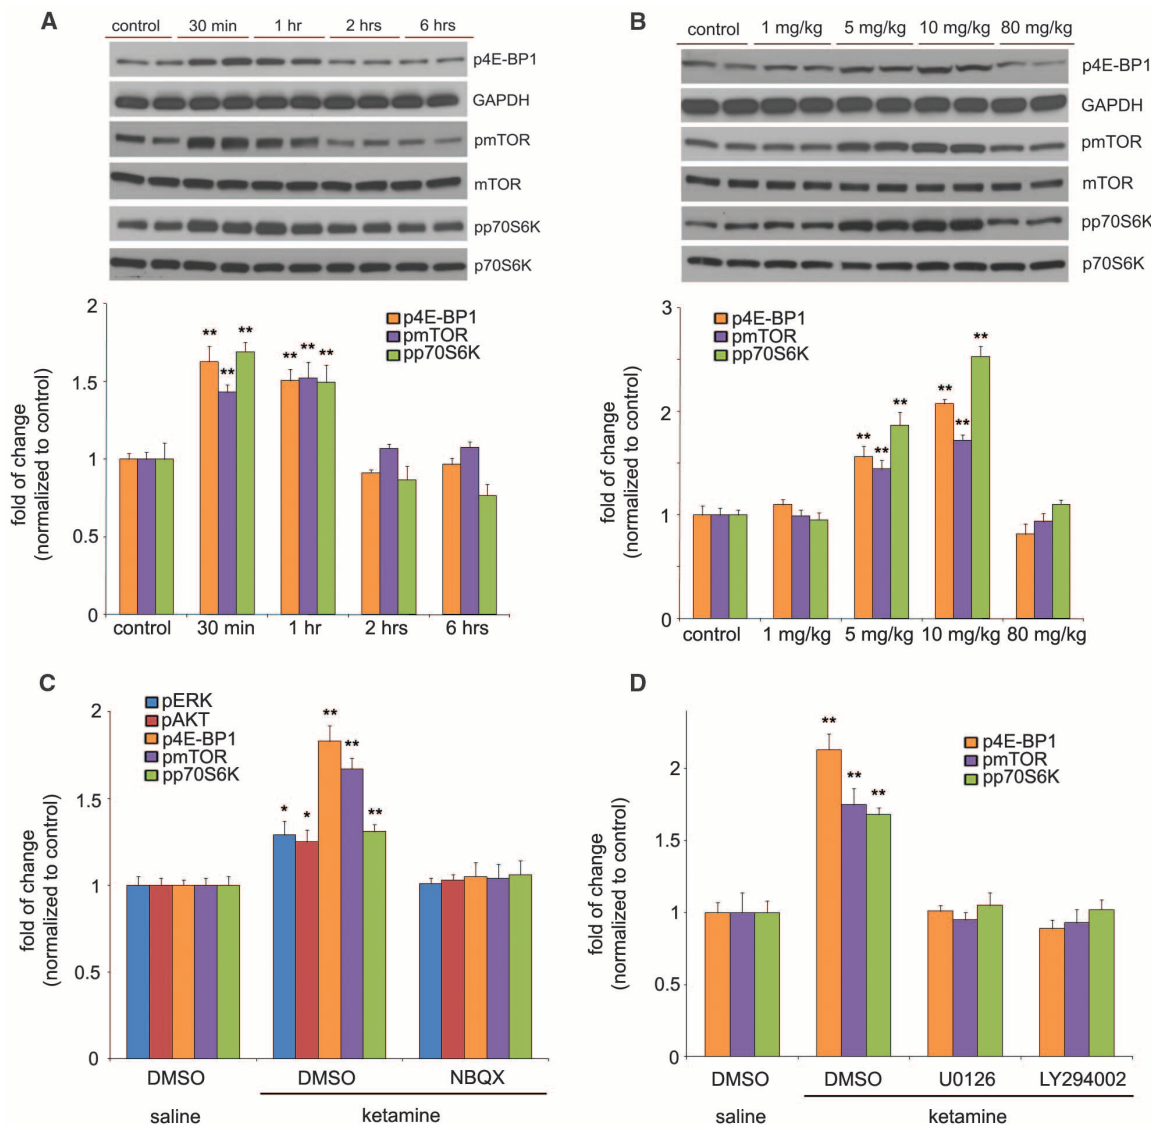 A
control 30 min 1 hr 2 hrs 6 hrs
p4E-BP1
GAPDH
pmTOR
mTOR
pp70S6K
p70S6K
2
1.5
1
0.5
0
fold of change
(normalized to control)
p4E-BP1
pmTOR
pp70S6K
** ** **
** ** **
control 30 min 1 hr 2 hrs 6 hrs
B
control 1 mg/kg 5 mg/kg 10 mg/kg 80 mg/kg
p4E-BP1
GAPDH
pmTOR
mTOR
pp70S6K
p70S6K
3
2
1
0
fold of change
(normalized to control)
p4E-BP1
pmTOR
pp70S6K
** ** **
** ** **
control 1 mg/kg 5 mg/kg 10 mg/kg 80 mg/kg
C
pERK
pAKT
p4E-BP1
pmTOR
pp70S6K
2
1.5
1
0.5
0
fold of change
(normalized to control)
* * ** ** **
DMSO DMSO NBQX
saline ketamine
D
p4E-BP1
pmTOR
pp70S6K
2
1.5
1
0.5
0
fold of change
(normalized to control)
** ** **
DMSO DMSO U0126 LY294002
saline ketamine